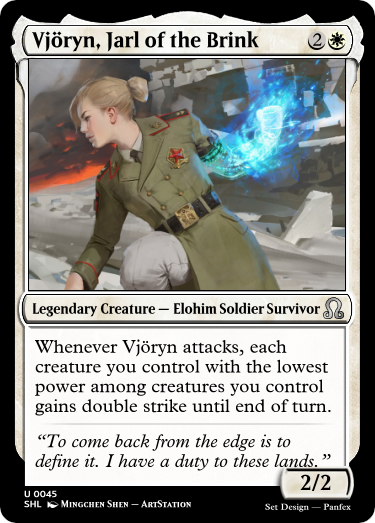 Vjöryn, Jarl of the Brink 2
Legendary Creature — Elohim Soldier Survivor
Whenever Vjöryn attacks, each
creature you control with the lowest
power among creatures you control
gains double strike until end of turn.
“To come back from the edge is to
define it. I have a duty to these lands.”
2/2
U 0045
SHL Mingchen Shen — ArtStation
Set Design — Panfex